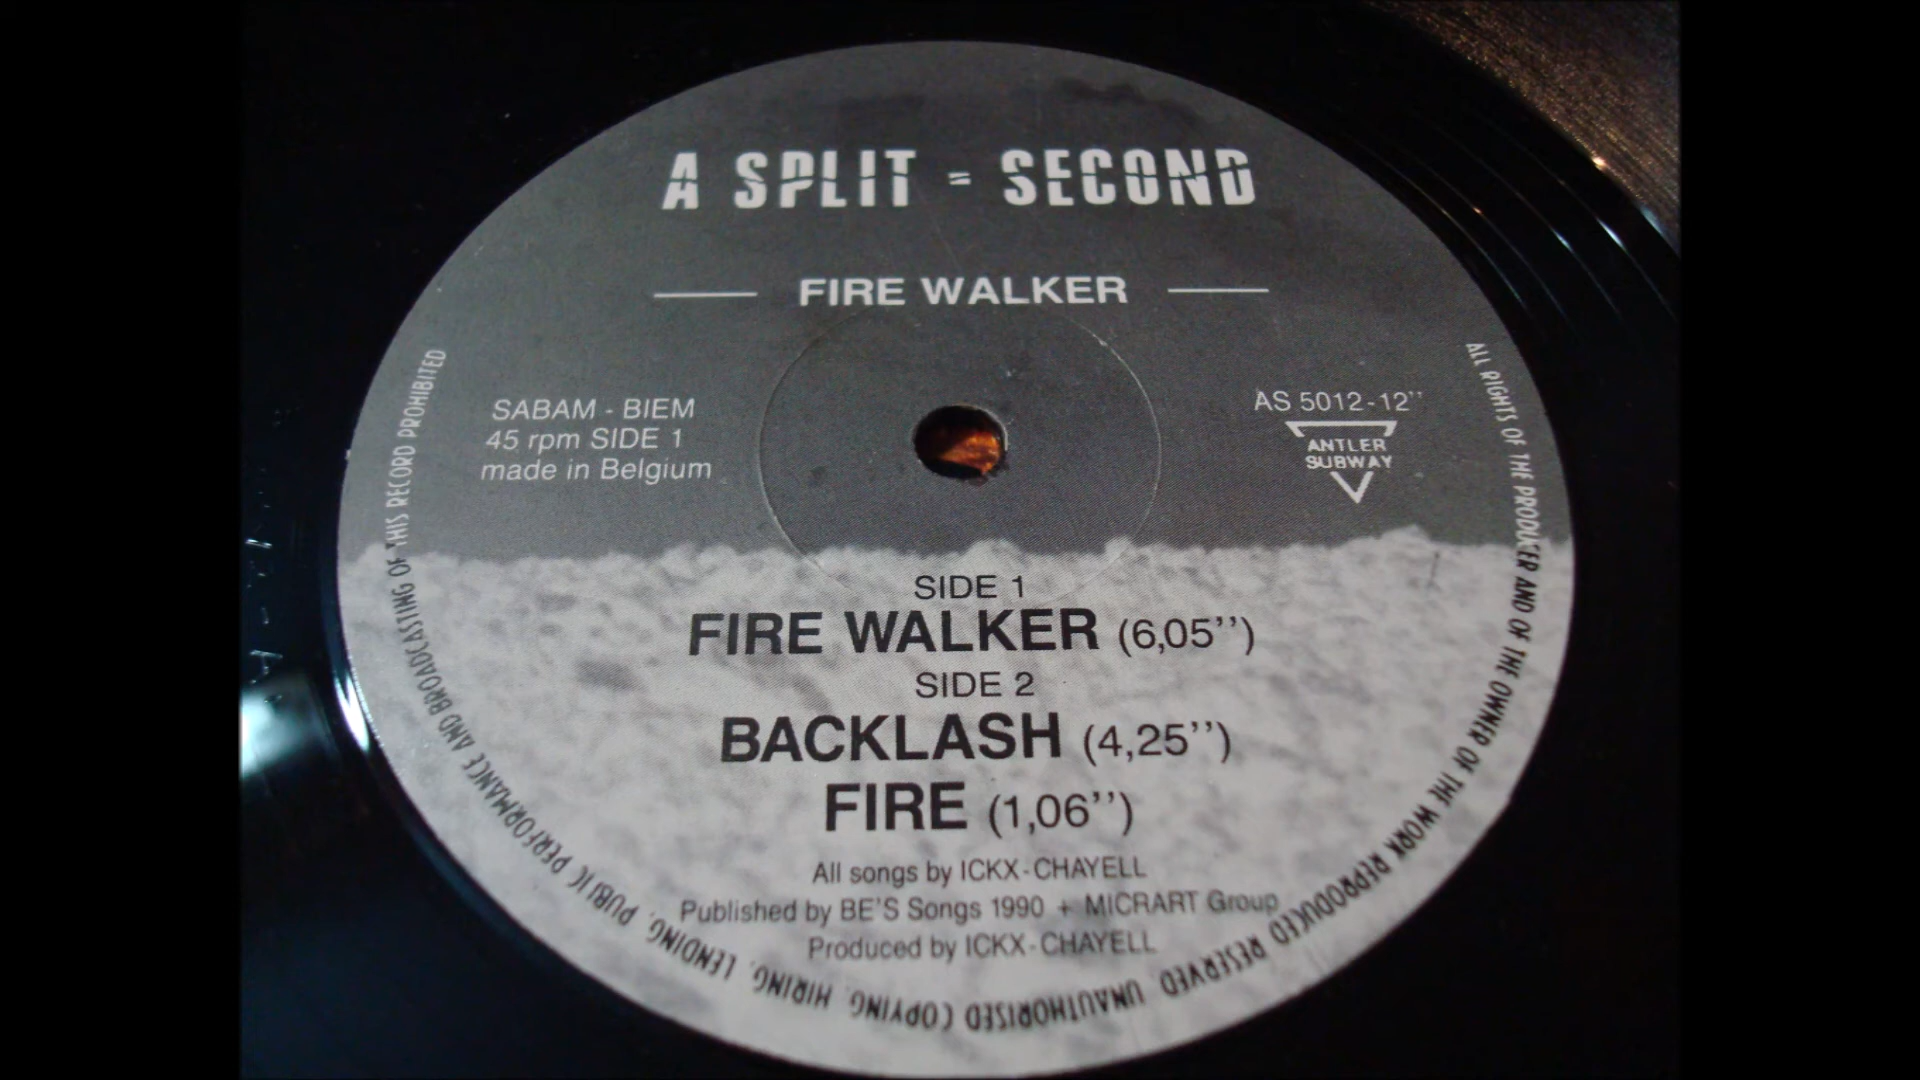 A SPLIT - SECOND
FIRE WALKER
SABAM - BIEM
45 rpm SIDE 1
made in Belgium
AS 5012-12''
ANTLER
SUBWAY
SIDE 1
FIRE WALKER (6,05'')
SIDE 2
BACKLASH (4,25'')
FIRE (1,06'')
All songs by ICKX-CHAYELL
Published by BE'S Songs 1990 + MICRART Group
Produced by ICKX-CHAYELL
ALL RIGHTS OF THE PRODUCER AND OF THE OWNER OF THE WORK REPRODUCED RESERVED UNAUTHORISED COPYING, HIRING, LENDING, PUBLIC PERFORMANCE AND BROADCASTING OF THIS RECORD PROHIBITED